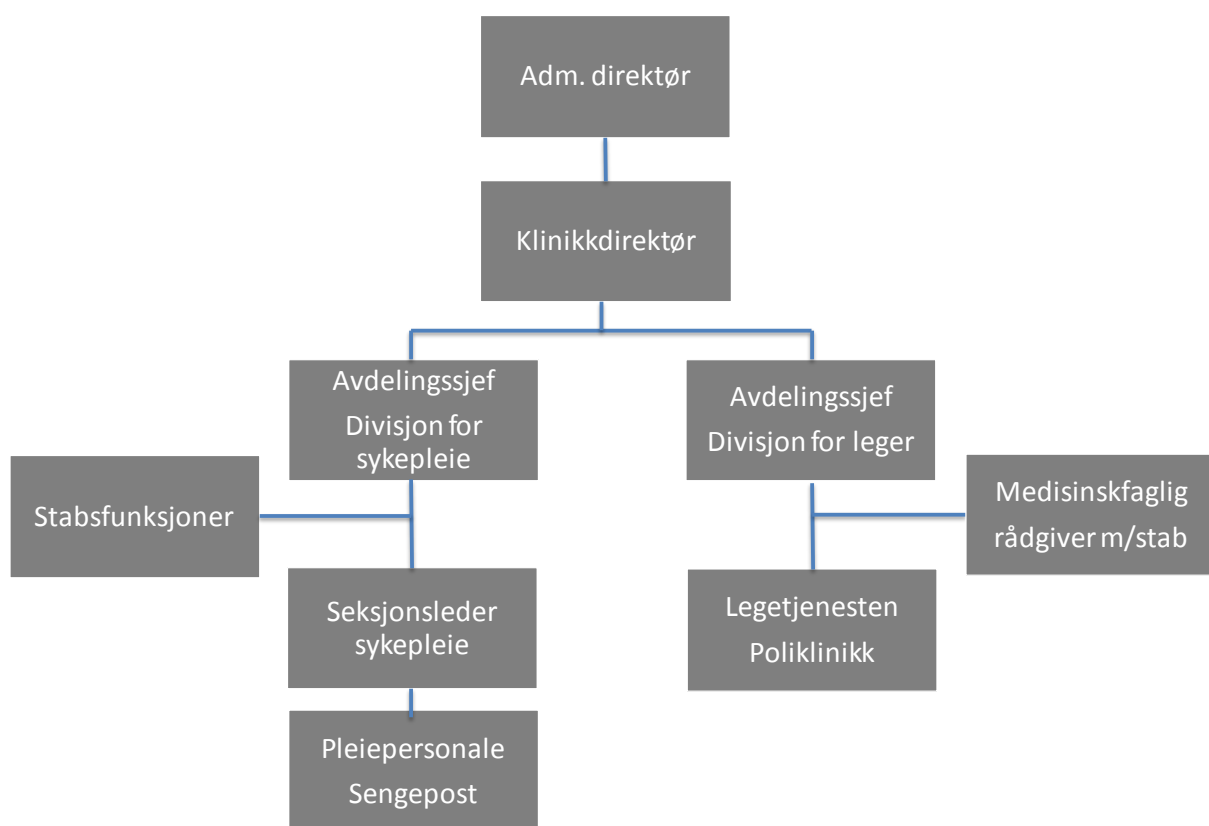 Adm. direktør
Klinikkdirektør
Avdelingssjef
Divisjon for
sykepleie
Avdelingssjef
Divisjon for leger
Stabsfunksjoner
Medisinskfaglig
rådgiver m/stab
Seksjonsleder
sykepleie
Legetjenesten
Poliklinikk
Pleiepersonale
Sengepost